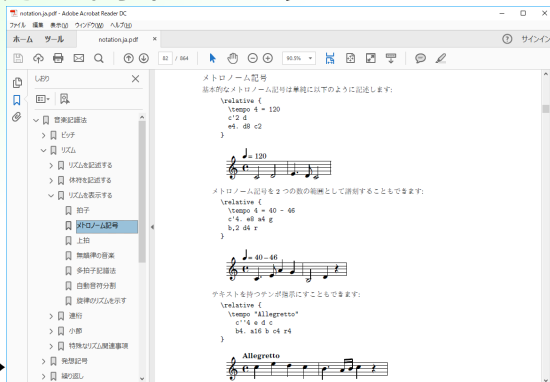 notation.ja.pdf - Adobe Acrobat Reader DC
ファイル 編集 表示(V) ウィンドウ(W) ヘルプ(H)
ホーム ツール notation.ja.pdf × サインイン
82 / 864 90.5%
しおり
音楽記譜法
ピッチ
リズム
リズムを記述する
休符を記述する
リズムを表示する
拍子
メトロノーム記号
上拍
無韻律の音楽
多拍子記譜法
自動音符分割
旋律のリズムを示す
連桁
小節
特殊なリズム関連事項
発想記号
繰り返し
メトロノーム記号
基本的なメトロノーム記号は単純に以下のように記述します:
\relative {
\tempo 4 = 120
c'2 d
e4. d8 c2
}
= 120
メトロノーム記号を 2 つの数の範囲として譜刻することもできます:
\relative {
\tempo 4 = 40 - 46
c'4. e8 a4 g
b,2 d4 r
}
= 40 – 46
テキストを持つテンポ指示にすこともできます:
\relative {
\tempo "Allegretto"
c''4 e d c
b4. a16 b c4 r4
}
Allegretto